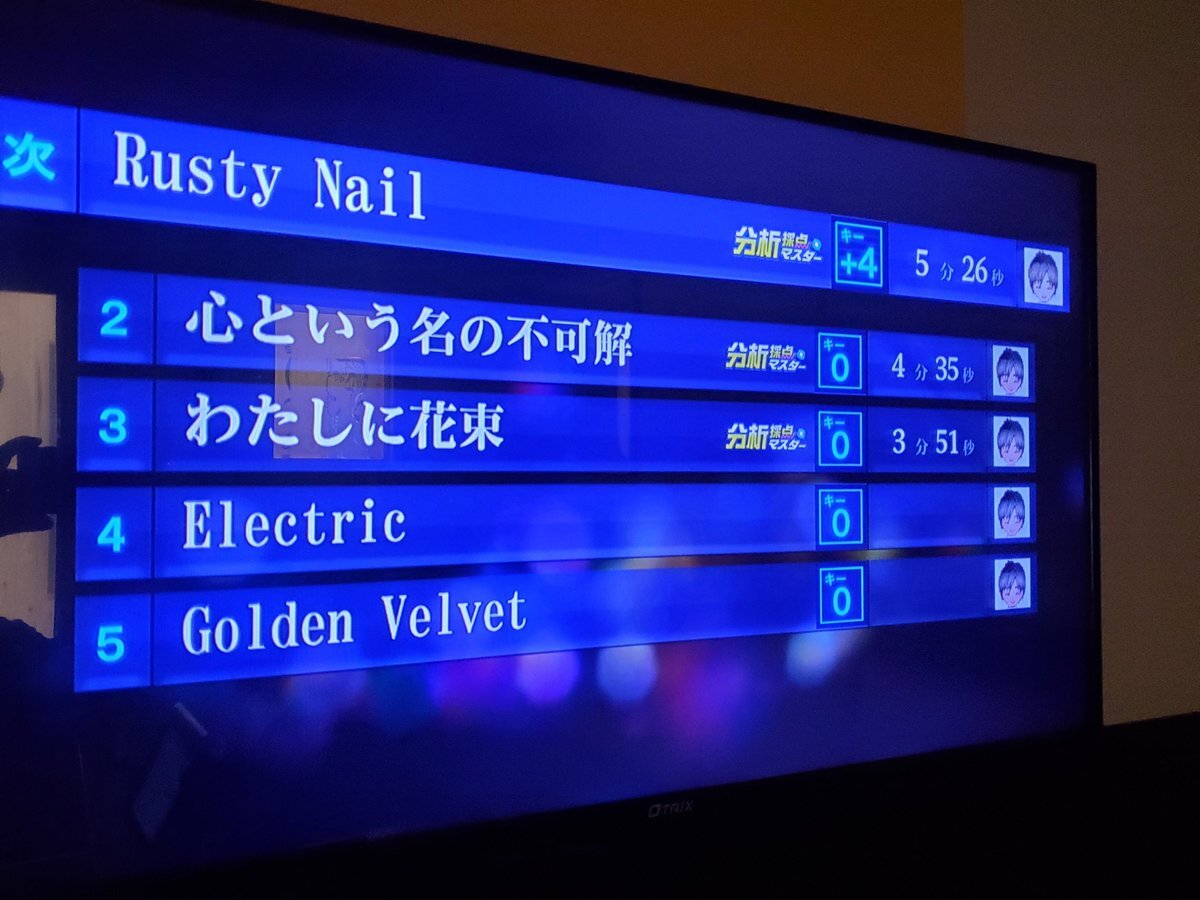 次 Rusty Nail 分析採点マスター キー +4 5分26秒
2 心という名の不可解 分析採点マスター キー 0 4分35秒
3 わたしに花束 分析採点マスター キー 0 3分51秒
4 Electric キー 0
5 Golden Velvet キー 0
QTRIX